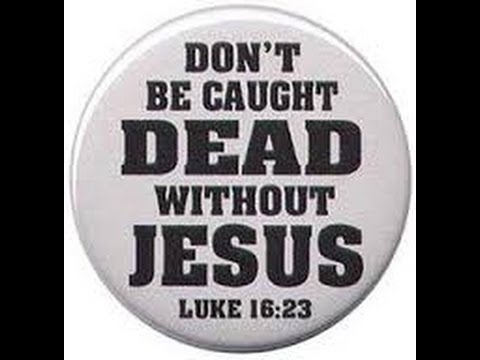 DON'T
BE CAUGHT
DEAD
WITHOUT
JESUS
LUKE 16:23